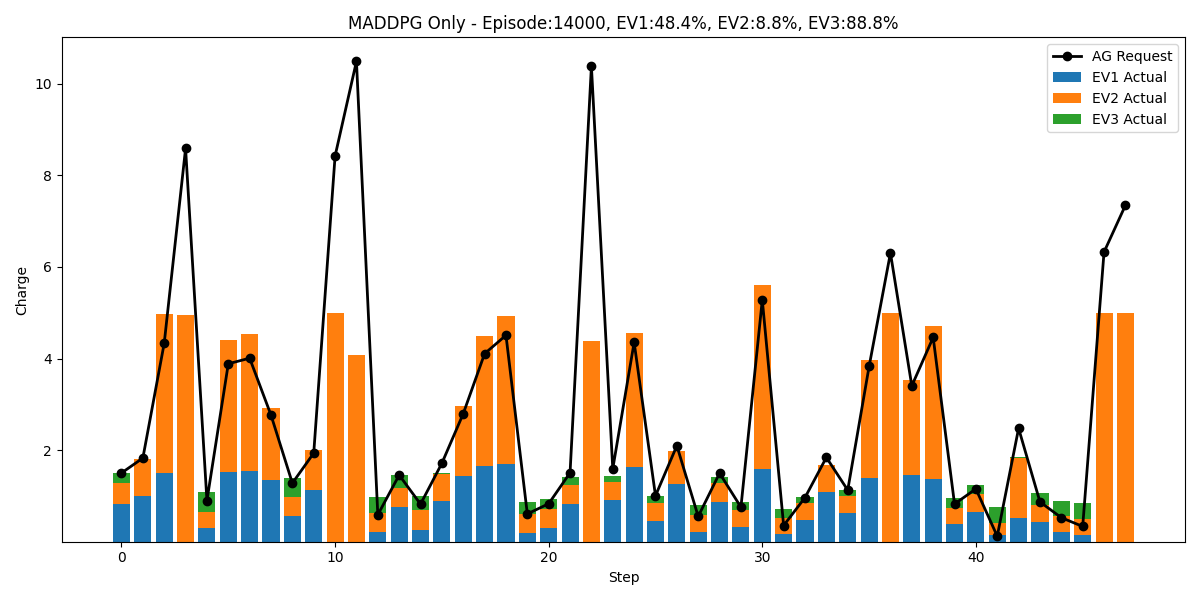 MADDPG Only - Episode:14000, EV1:48.4%, EV2:8.8%, EV3:88.8%
AG Request
EV1 Actual
EV2 Actual
EV3 Actual
10
8
6
4
2
Charge
0
10
20
30
40
Step